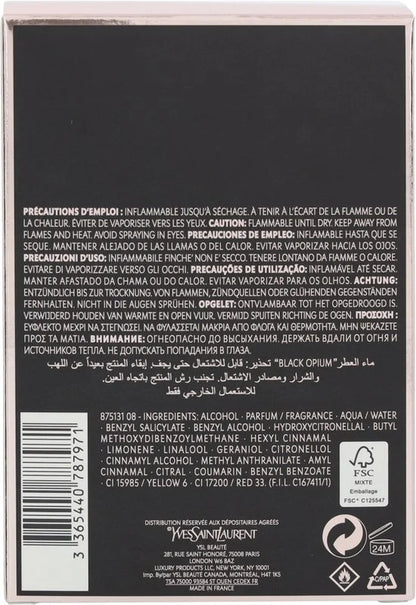 PRÉCAUTIONS D'EMPLOI : INFLAMMABLE JUSQU'À SÉCHAGE. À TENIR À L'ÉCART DE LA FLAMME OU DE
LA CHALEUR. ÉVITER DE VAPORISER VERS LES YEUX. CAUTION: FLAMMABLE UNTIL DRY. KEEP AWAY FROM
FLAMES AND HEAT. AVOID SPRAYING IN EYES. PRECAUCIONES DE EMPLEO: INFLAMABLE HASTA QUE SE
SEQUE. MANTENER ALEJADO DE LAS LLAMAS O DEL CALOR. EVITAR VAPORIZAR HACIA LOS OJOS.
PRECAUZIONI D'USO: INFIAMMABILE FINCHE' NON E' SECCO. TENERE LONTANO DA FIAMME O CALORE.
EVITARE DI VAPORIZZARE VERSO GLI OCCHI. PRECAUÇÕES DE UTILIZAÇÃO: INFLAMÁVEL ATÉ SECAR.
MANTER AFASTADO DA CHAMA OU DO CALOR. EVITAR VAPORIZAR PARA OS OLHOS. ACHTUNG:
ENTZÜNDLICH BIS ZUR TROCKNUNG. VON FLAMMEN, ZÜNDQUELLEN ODER GLÜHENDEN GEGENSTÄNDEN
FERNHALTEN. NICHT IN DIE AUGEN SPRÜHEN. OPGELET: ONTVLAMBAAR TOT HET OPGEDROOGD IS.
VERWIJDERD HOUDEN VAN WARMTE EN OPEN VUUR. VERMIJD SPUITEN RICHTING DE OGEN. ΠΡΟΣΟΧΗ :
ΕΥΦΛΕΚΤΟ ΜΕΧΡΙ ΝΑ ΣΤΕΓΝΩΣΕΙ. ΝΑ ΦΥΛΑΣΣΕΤΑΙ ΜΑΚΡΙΑ ΑΠΟ ΦΛΟΓΑ ΚΑΙ ΘΕΡΜΟΤΗΤΑ. ΜΗΝ ΨΕΚΑΖΕΤΕ
ΠΡΟΣ ΤΑ ΜΑΤΙΑ. ВНИМАНИЕ: ОГНЕОПАСНО ДО ВЫСЫХАНИЯ. ДЕРЖАТЬ ВДАЛИ ОТ ОГНЯ И
ИСТОЧНИКОВ ТЕПЛА. НЕ ДОПУСКАТЬ ПОПАДАНИЯ В ГЛАЗА.
ماء العطر "BLACK OPIUM" تحذير: قابل للاشتعال حتى يجف. إبقاء المنتج بعيداً عن اللهب
والشرار ومصادر الاشتعال. تجنب رش المنتج باتجاه العين.
للاستعمال الخارجي فقط
B75131 08 - INGREDIENTS: ALCOHOL • PARFUM / FRAGRANCE • AQUA / WATER
• BENZYL SALICYLATE • BENZYL ALCOHOL • HYDROXYCITRONELLAL • BUTYL
METHOXYDIBENZOYLMETHANE • HEXYL CINNAMAL
• LIMONENE • LINALOOL • GERANIOL • CITRONELLOL
• CINNAMYL ALCOHOL • METHYL ANTHRANILATE • AMYL
CINNAMAL • CITRAL • COUMARIN • BENZYL BENZOATE
• CI 15985 / YELLOW 6 • CI 17200 / RED 33. (F.I.L. C167411/1)
3 365440 787971
FSC
MIXTE
Emballage
FSC® C125547
DISTRIBUTION RÉSERVÉE AUX DÉPOSITAIRES AGRÉÉS
YVESSAINTLAURENT
YSL BEAUTÉ
281, RUE SAINT HONORÉ, 75008 PARIS
LONDON W6 8AZ
LUXURY PRODUCTS LLC, NEW YORK, NY 10001
Imp. By/par YSL BEAUTÉ CANADA, MONTRÉAL, H4T 1K5
TSA 75000 93584 ST OUEN CEDEX FR
MADE IN FRANCE
24M
C/PAP